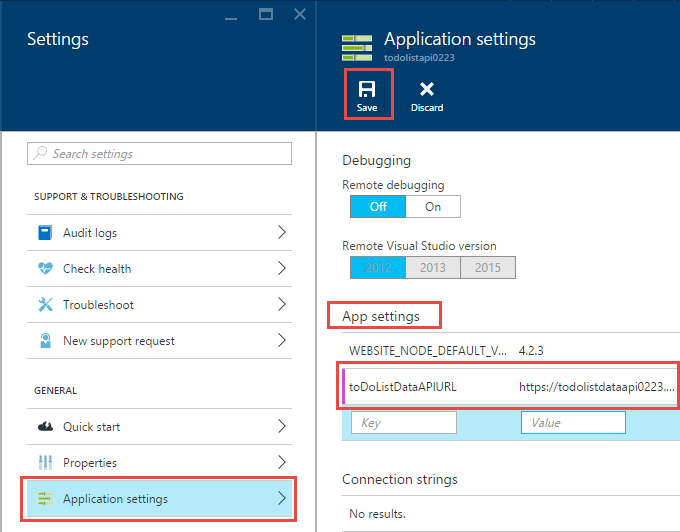 Settings
Search settings
SUPPORT & TROUBLESHOOTING
Audit logs
Check health
Troubleshoot
New support request
GENERAL
Quick start
Properties
Application settings
Application settings
todolistapi0223
Save Discard
Debugging
Remote debugging
Off On
Remote Visual Studio version
2012 2013 2015
App settings
WEBSITE_NODE_DEFAULT_V... 4.2.3
toDoListDataAPIURL https://todolistdataapi0223....
Key Value
Connection strings
No results.